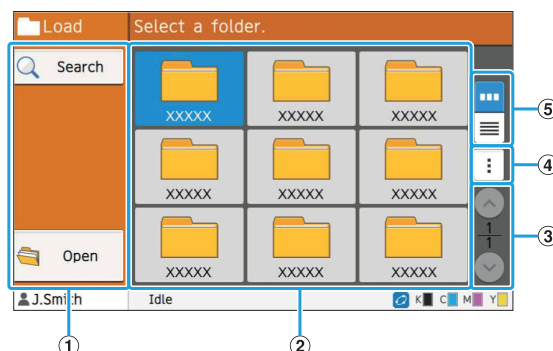 Load
Select a folder.
Search
XXXXX XXXXX XXXXX
XXXXX XXXXX XXXXX
XXXXX XXXXX XXXXX
Open
1
1
J.Smith
Idle
K C M Y
5
4
3
1
2